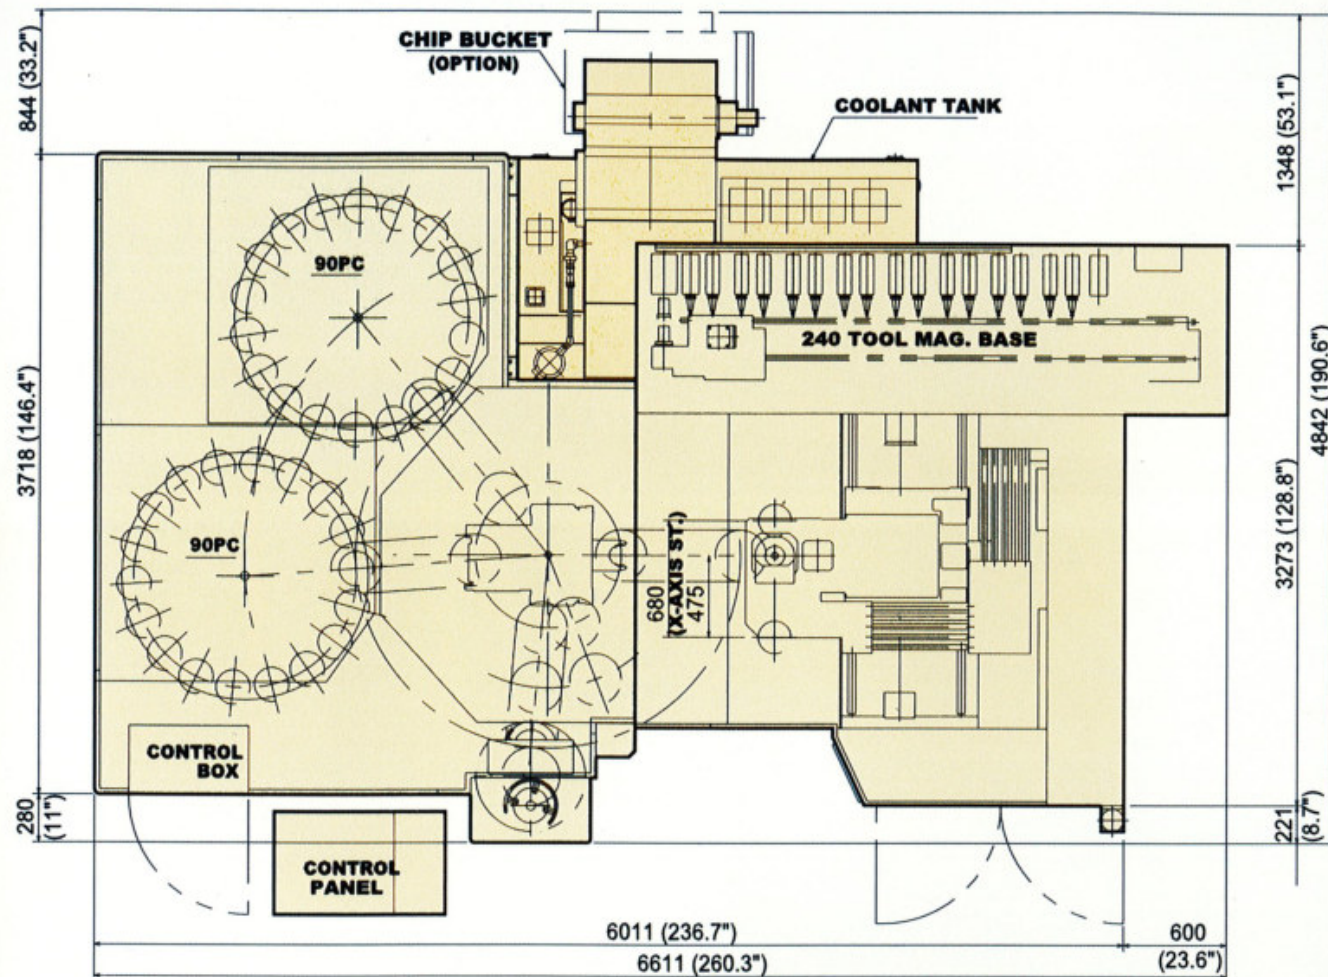 CHIP BUCKET
(OPTION)
COOLANT TANK
844 (33.2")
1348 (53.1")
90PC
240 TOOL MAG. BASE
3718 (146.4")
4842 (190.6")
90PC
680
(X-AXIS ST.)
475
3273 (128.8")
CONTROL
BOX
280
(11")
221
(8.7")
CONTROL
PANEL
6011 (236.7")
600
(23.6")
6611 (260.3")